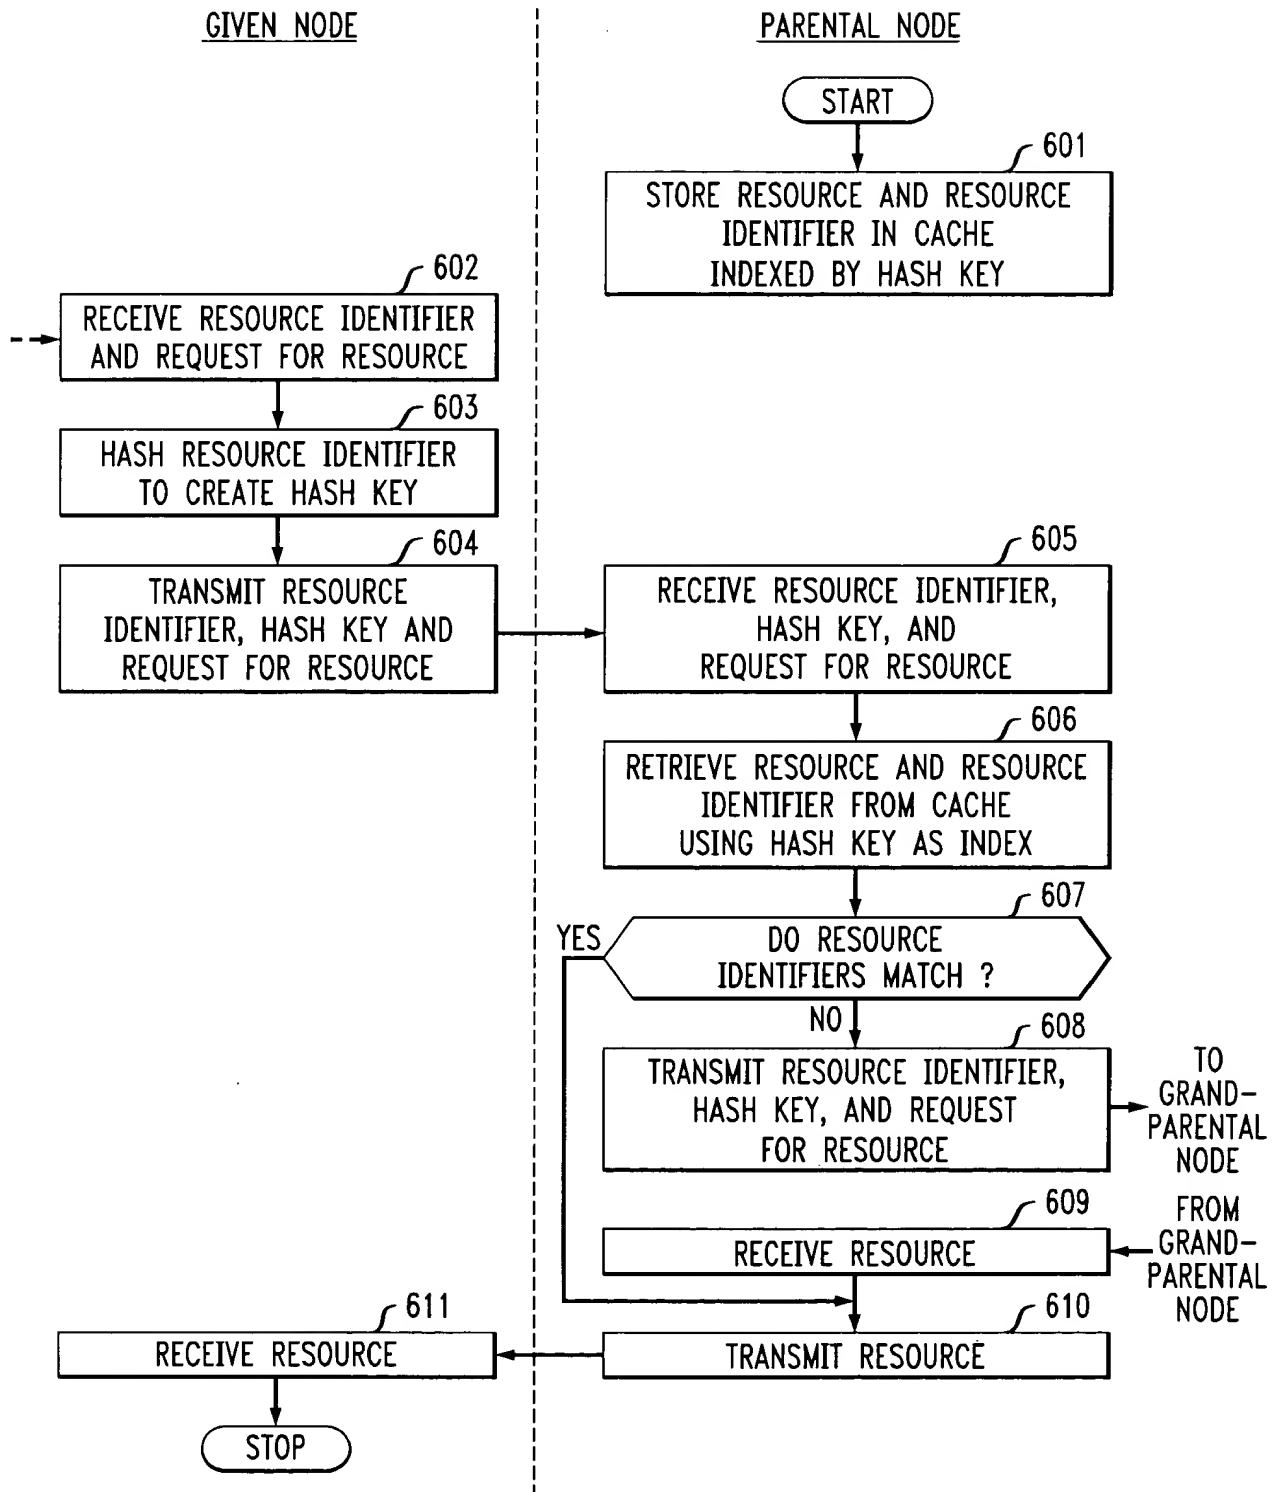 GIVEN NODE
PARENTAL NODE
START
601
STORE RESOURCE AND RESOURCE
IDENTIFIER IN CACHE
INDEXED BY HASH KEY
602
RECEIVE RESOURCE IDENTIFIER
AND REQUEST FOR RESOURCE
603
HASH RESOURCE IDENTIFIER
TO CREATE HASH KEY
604
TRANSMIT RESOURCE
IDENTIFIER, HASH KEY AND
REQUEST FOR RESOURCE
605
RECEIVE RESOURCE IDENTIFIER,
HASH KEY, AND
REQUEST FOR RESOURCE
606
RETRIEVE RESOURCE AND RESOURCE
IDENTIFIER FROM CACHE
USING HASH KEY AS INDEX
607
YES
DO RESOURCE
IDENTIFIERS MATCH ?
NO
608
TRANSMIT RESOURCE IDENTIFIER,
HASH KEY, AND REQUEST
FOR RESOURCE
TO
GRAND-
PARENTAL
NODE
609
RECEIVE RESOURCE
FROM
GRAND-
PARENTAL
NODE
610
TRANSMIT RESOURCE
611
RECEIVE RESOURCE
STOP